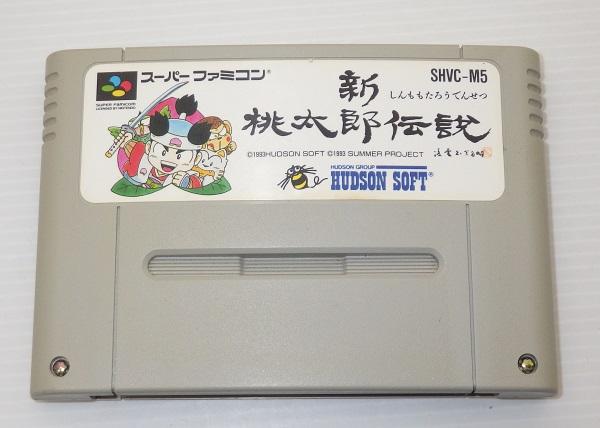 スーパーファミコン®
SUPER FAMICOM
LICENSED BY NINTENDO
SHVC-M5
新
しんももたろうでんせつ
桃太郎伝説
©1993 HUDSON SOFT ©1993 SUMMER PROJECT
HUDSON GROUP
HUDSON SOFT®